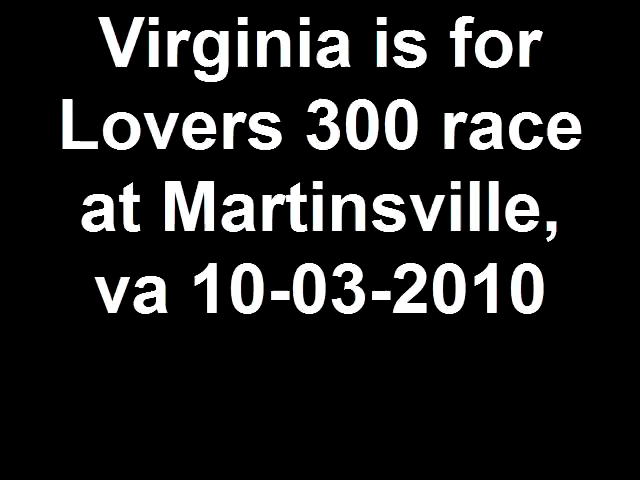 Virginia is for
Lovers 300 race
at Martinsville,
va 10-03-2010